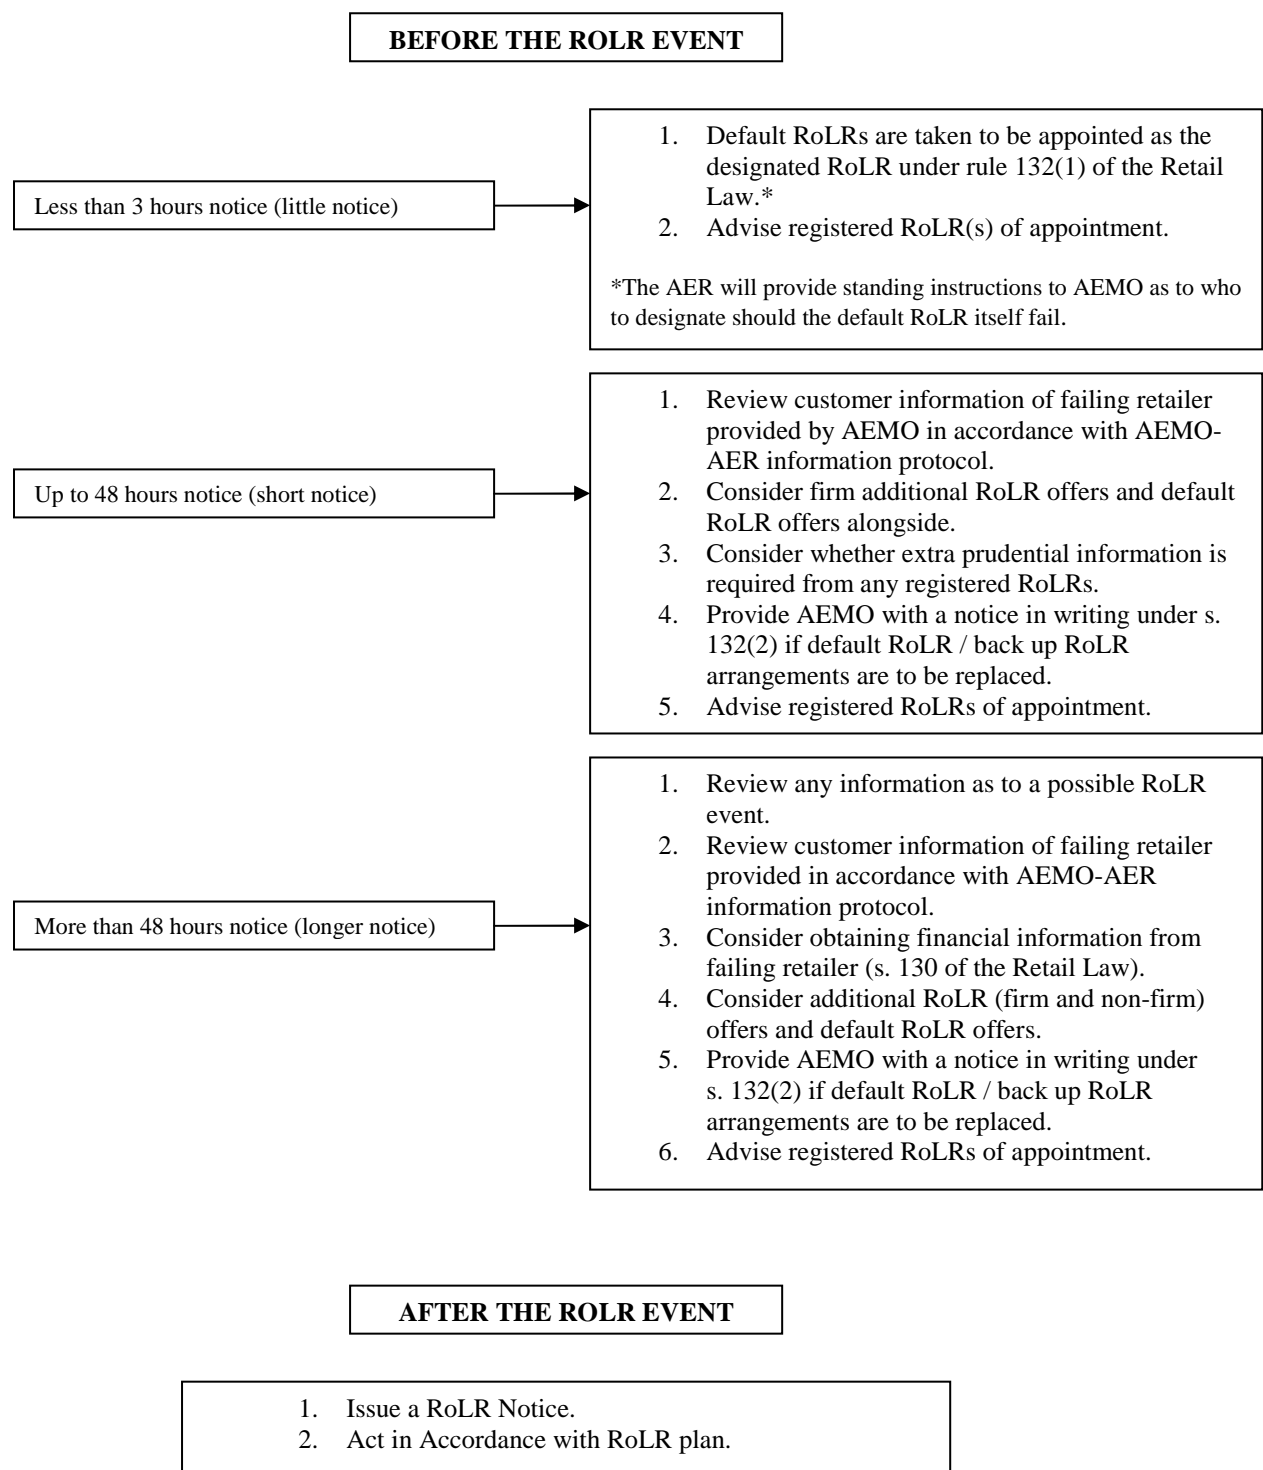 BEFORE THE ROLR EVENT
Less than 3 hours notice (little notice)
1. Default RoLRs are taken to be appointed as the
designated RoLR under rule 132(1) of the Retail
Law.*
2. Advise registered RoLR(s) of appointment.
*The AER will provide standing instructions to AEMO as to who
to designate should the default RoLR itself fail.
Up to 48 hours notice (short notice)
1. Review customer information of failing retailer
provided by AEMO in accordance with AEMO-
AER information protocol.
2. Consider firm additional RoLR offers and default
RoLR offers alongside.
3. Consider whether extra prudential information is
required from any registered RoLRs.
4. Provide AEMO with a notice in writing under s.
132(2) if default RoLR / back up RoLR
arrangements are to be replaced.
5. Advise registered RoLRs of appointment.
More than 48 hours notice (longer notice)
1. Review any information as to a possible RoLR
event.
2. Review customer information of failing retailer
provided in accordance with AEMO-AER
information protocol.
3. Consider obtaining financial information from
failing retailer (s. 130 of the Retail Law).
4. Consider additional RoLR (firm and non-firm)
offers and default RoLR offers.
5. Provide AEMO with a notice in writing under
s. 132(2) if default RoLR / back up RoLR
arrangements are to be replaced.
6. Advise registered RoLRs of appointment.
AFTER THE ROLR EVENT
1. Issue a RoLR Notice.
2. Act in Accordance with RoLR plan.